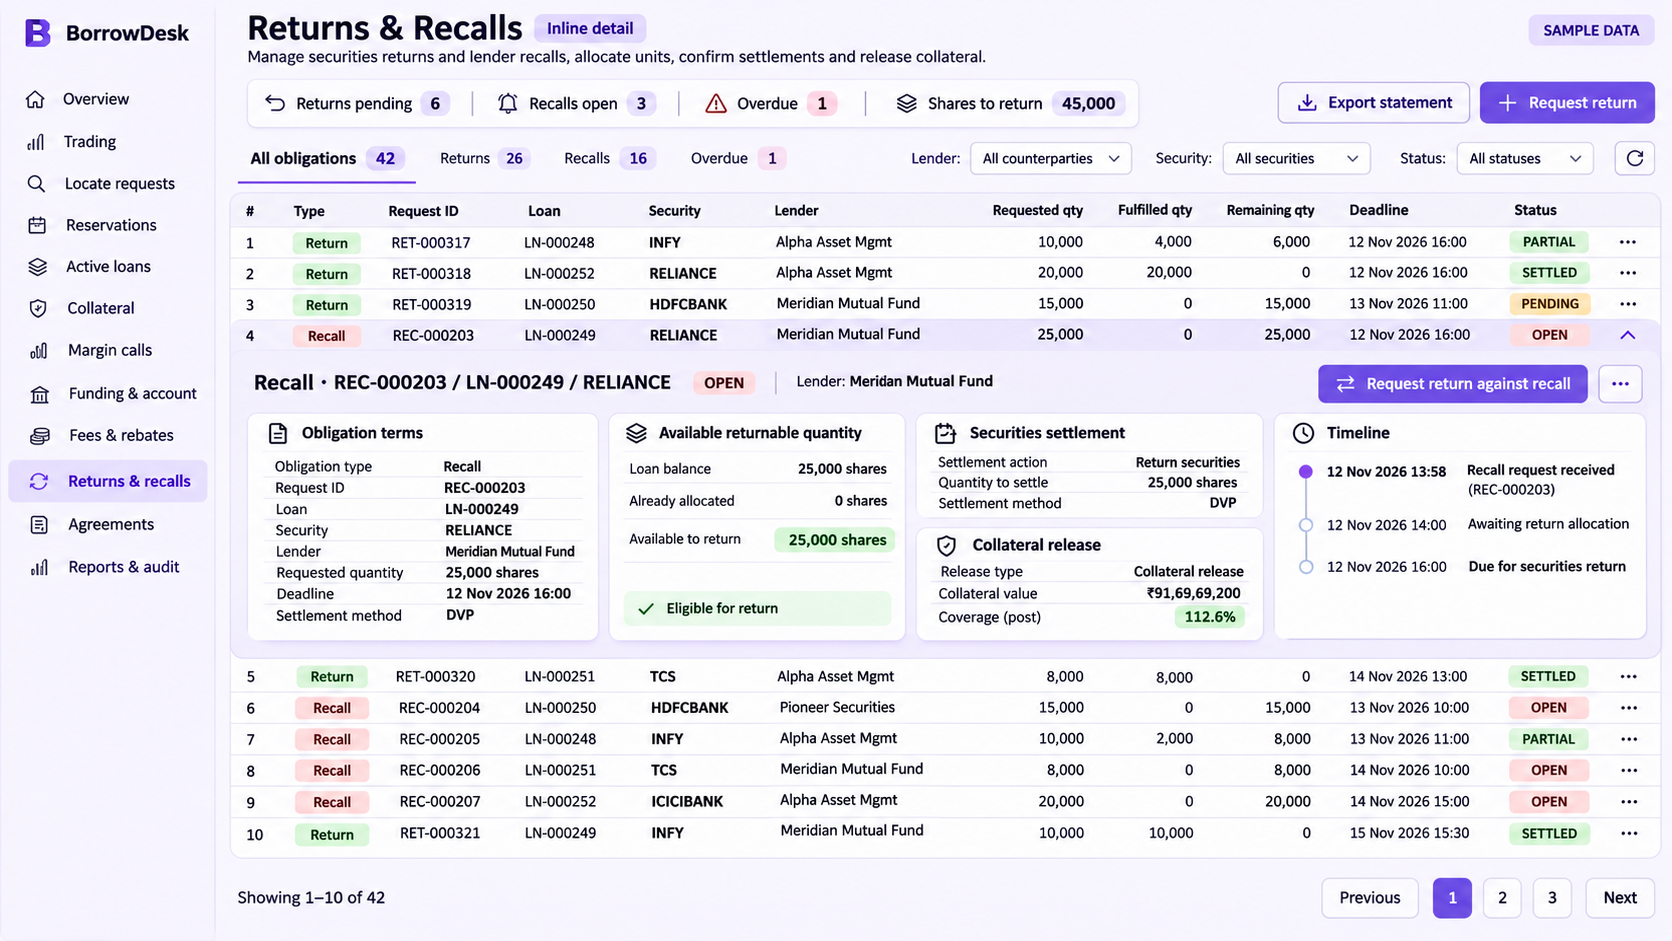 BorrowDesk
Overview
Trading
Locate requests
Reservations
Active loans
Collateral
Margin calls
Funding & account
Fees & rebates
Returns & recalls
Agreements
Reports & audit
Returns & Recalls Inline detail
SAMPLE DATA
Manage securities returns and lender recalls, allocate units, confirm settlements and release collateral.
Returns pending 6 Recalls open 3 Overdue 1 Shares to return 45,000
Export statement Request return
All obligations 42 Returns 26 Recalls 16 Overdue 1 Lender: All counterparties Security: All securities Status: All statuses
# Type Request ID Loan Security Lender Requested qty Fulfilled qty Remaining qty Deadline Status
1 Return RET-000317 LN-000248 INFY Alpha Asset Mgmt 10,000 4,000 6,000 12 Nov 2026 16:00 PARTIAL
2 Return RET-000318 LN-000252 RELIANCE Alpha Asset Mgmt 20,000 20,000 0 12 Nov 2026 16:00 SETTLED
3 Return RET-000319 LN-000250 HDFCBANK Meridian Mutual Fund 15,000 0 15,000 13 Nov 2026 11:00 PENDING
4 Recall REC-000203 LN-000249 RELIANCE Meridian Mutual Fund 25,000 0 25,000 12 Nov 2026 16:00 OPEN
Recall · REC-000203 / LN-000249 / RELIANCE OPEN Lender: Meridan Mutual Fund Request return against recall
Obligation terms
Obligation type Recall
Request ID REC-000203
Loan LN-000249
Security RELIANCE
Lender Meridian Mutual Fund
Requested quantity 25,000 shares
Deadline 12 Nov 2026 16:00
Settlement method DVP
Available returnable quantity
Loan balance 25,000 shares
Already allocated 0 shares
Available to return 25,000 shares
Eligible for return
Securities settlement
Settlement action Return securities
Quantity to settle 25,000 shares
Settlement method DVP
Collateral release
Release type Collateral release
Collateral value ₹91,69,69,200
Coverage (post) 112.6%
Timeline
12 Nov 2026 13:58 Recall request received
(REC-000203)
12 Nov 2026 14:00 Awaiting return allocation
12 Nov 2026 16:00 Due for securities return
5 Return RET-000320 LN-000251 TCS Alpha Asset Mgmt 8,000 8,000 0 14 Nov 2026 13:00 SETTLED
6 Recall REC-000204 LN-000250 HDFCBANK Pioneer Securities 15,000 0 15,000 13 Nov 2026 10:00 OPEN
7 Recall REC-000205 LN-000248 INFY Alpha Asset Mgmt 10,000 2,000 8,000 13 Nov 2026 11:00 PARTIAL
8 Recall REC-000206 LN-000251 TCS Meridian Mutual Fund 8,000 0 8,000 14 Nov 2026 10:00 OPEN
9 Recall REC-000207 LN-000252 ICICIBANK Alpha Asset Mgmt 20,000 0 20,000 14 Nov 2026 15:00 OPEN
10 Return RET-000321 LN-000249 INFY Meridian Mutual Fund 10,000 10,000 0 15 Nov 2026 15:30 SETTLED
Showing 1–10 of 42
Previous 1 2 3 Next